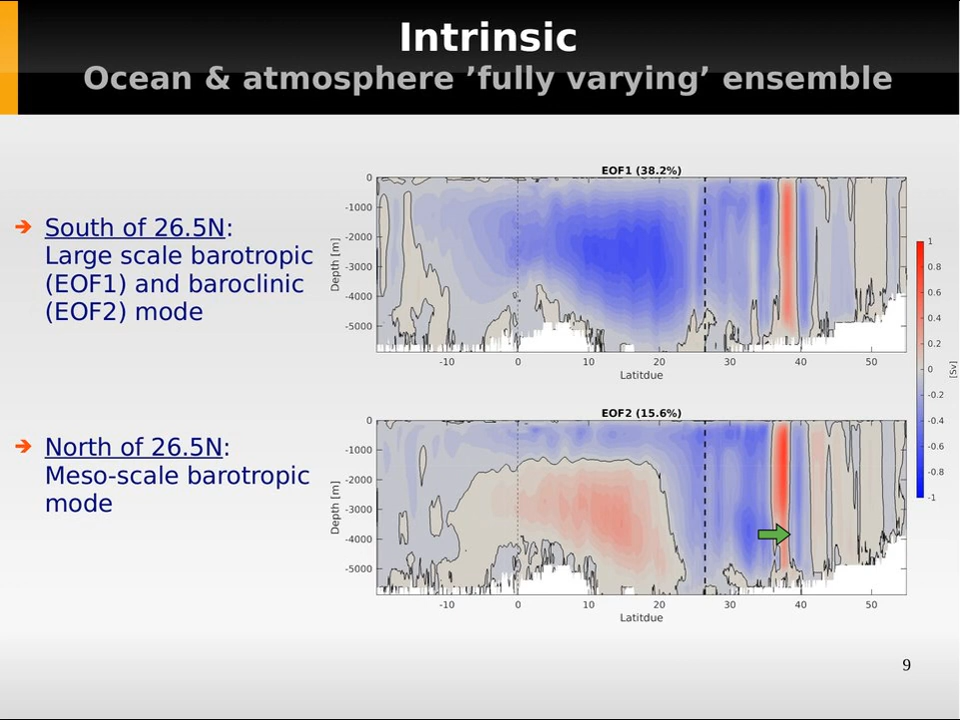 Intrinsic
Ocean & atmosphere ’fully varying’ ensemble
➔ South of 26.5N:
Large scale barotropic
(EOF1) and baroclinic
(EOF2) mode
➔ North of 26.5N:
Meso-scale barotropic
mode
EOF1 (38.2%)
0
-1000
-2000
-3000
-4000
-5000
Depth [m]
-10 0 10 20 30 40 50
Latitdue
EOF2 (15.6%)
0
-1000
-2000
-3000
-4000
-5000
Depth [m]
-10 0 10 20 30 40 50
Latitdue
1
0.8
0.6
0.4
0.2
0
-0.2
-0.4
-0.6
-0.8
-1
[Sv]
9